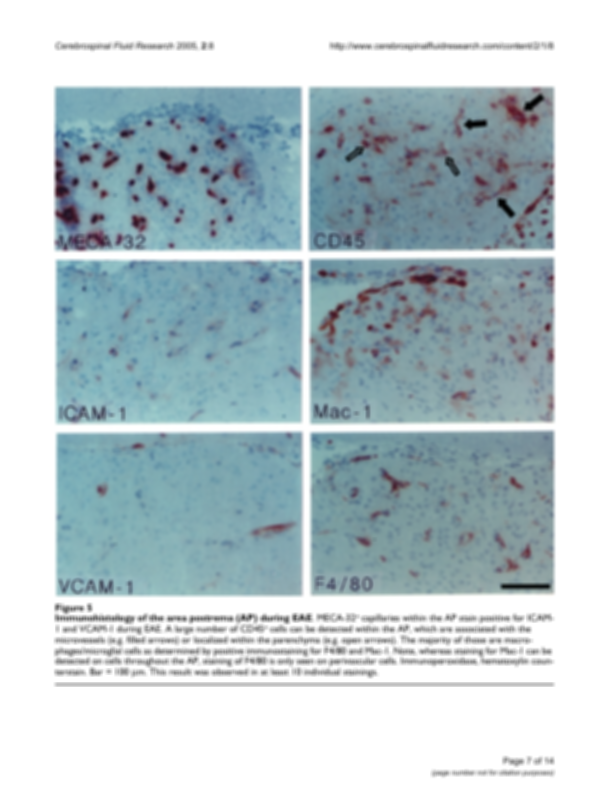 Cerebrospinal Fluid Research 2005, 2:8
http://www.cerebrospinalfluidresearch.com/content/2/1/8
MECA-32
CD45
ICAM-1
Mac-1
VCAM-1
F4/80
Figure 5
Immunohistology of the area postrema (AP) during EAE. MECA-32+ capillaries within the AP stain positive for ICAM-
1 and VCAM-1 during EAE. A large number of CD45+ cells can be detected within the AP, which are associated with the
microvessels (e.g. filled arrows) or localized within the parenchyma (e.g. open arrows). The majority of those are macro-
phages/microglial cells as determined by positive immunostaining for F4/80 and Mac-1. Note, whereas staining for Mac-1 can be
detected on cells throughout the AP, staining of F4/80 is only seen on perivascular cells. Immunoperoxidase, hematoxylin coun-
terstain. Bar = 100 μm. This result was observed in at least 10 individual stainings.
Page 7 of 14
(page number not for citation purposes)